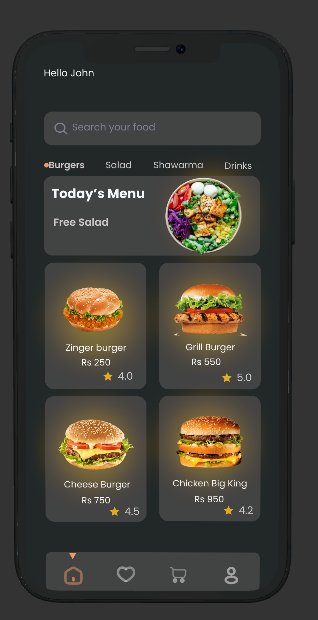 Hello John
Search your food
Burgers Salad Shawarma Drinks
Today's Menu
Free Salad
Zinger burger
Rs 250
4.0
Grill Burger
Rs 550
5.0
Cheese Burger
Rs 750
4.5
Chicken Big King
Rs 950
4.2